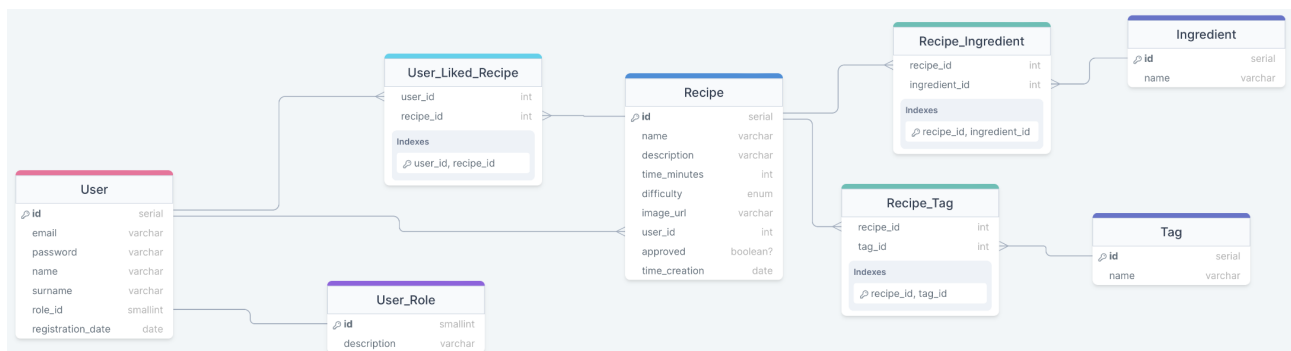 User
id serial
email varchar
password varchar
name varchar
surname varchar
role_id smallint
registration_date date
User_Liked_Recipe
user_id int
recipe_id int
Indexes
user_id, recipe_id
User_Role
id smallint
description varchar
Recipe
id serial
name varchar
description varchar
time_minutes int
difficulty enum
image_url varchar
user_id int
approved boolean?
time_creation date
Recipe_Ingredient
recipe_id int
ingredient_id int
Indexes
recipe_id, ingredient_id
Recipe_Tag
recipe_id int
tag_id int
Indexes
recipe_id, tag_id
Ingredient
id serial
name varchar
Tag
id serial
name varchar